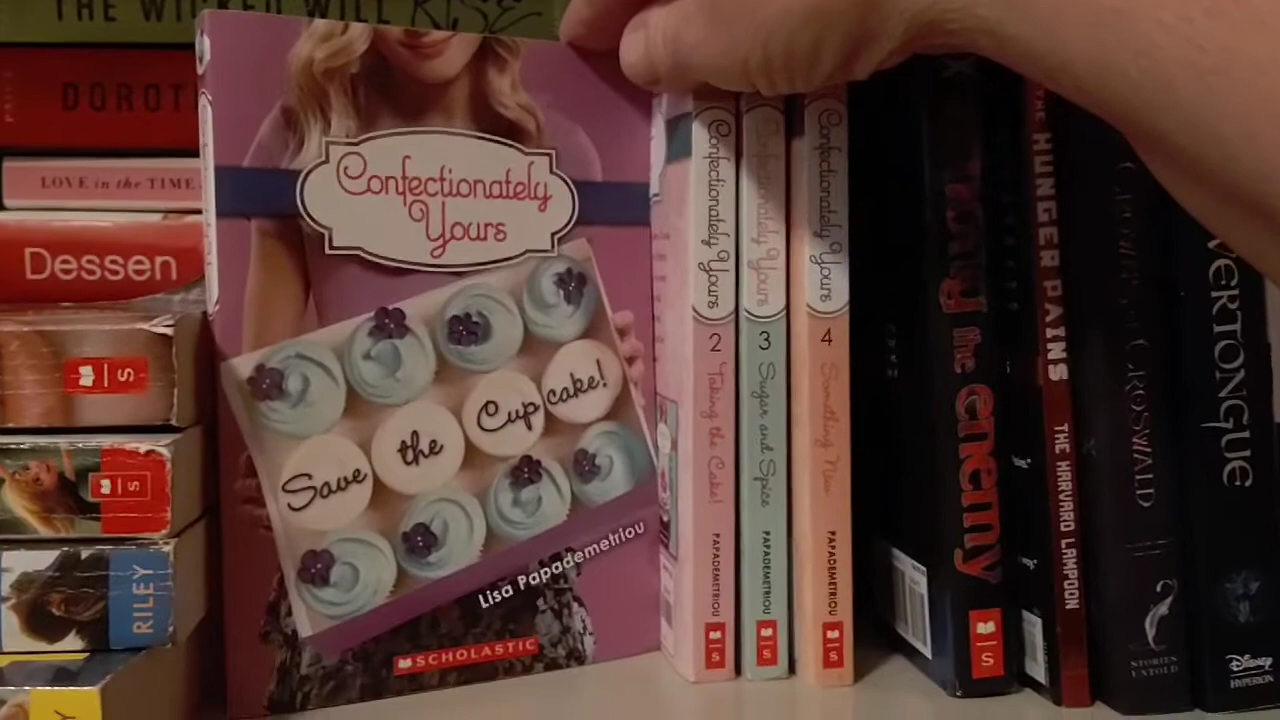 THE WICKED WILL RISE
DOROT
LOVE in the TIME
Dessen
RILEY
Confectionately
Yours
Save the Cupcake!
Lisa Papademetriou
SCHOLASTIC
Confectionately Yours 2 Taking the Cake! PAPADEMETRIOU
Confectionately Yours 3 Sugar and Spice PAPADEMETRIOU
Confectionately Yours 4 Something New PAPADEMETRIOU
the enemy
THE HUNGER PAINS THE HARVARD LAMPOON
STORIES
UNTOLD
VERTONGUE
Disney
HYPERION